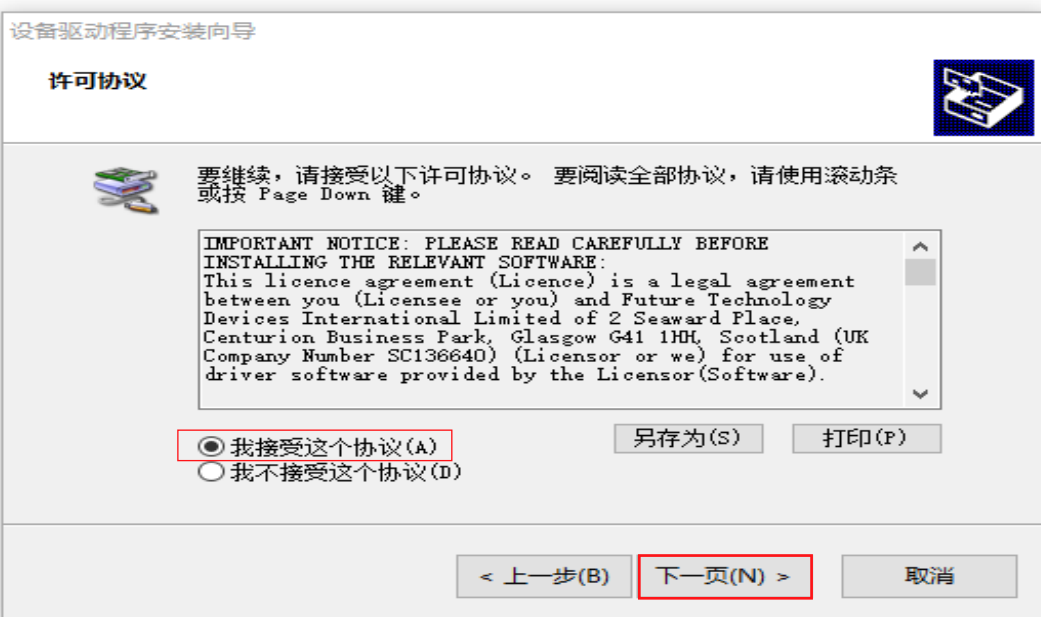 设备驱动程序安装向导
许可协议
要继续，请接受以下许可协议。 要阅读全部协议，请使用滚动条
或按 Page Down 键。
IMPORTANT NOTICE: PLEASE READ CAREFULLY BEFORE
INSTALLING THE RELEVANT SOFTWARE:
This licence agreement (Licence) is a legal agreement
between you (Licensee or you) and Future Technology
Devices International Limited of 2 Seaward Place,
Centurion Business Park, Glasgow G41 1HH, Scotland (UK
Company Number SC136640) (Licensor or we) for use of
driver software provided by the Licensor(Software).
我接受这个协议(A)
另存为(S)
打印(P)
我不接受这个协议(D)
< 上一步(B)
下一页(N) >
取消